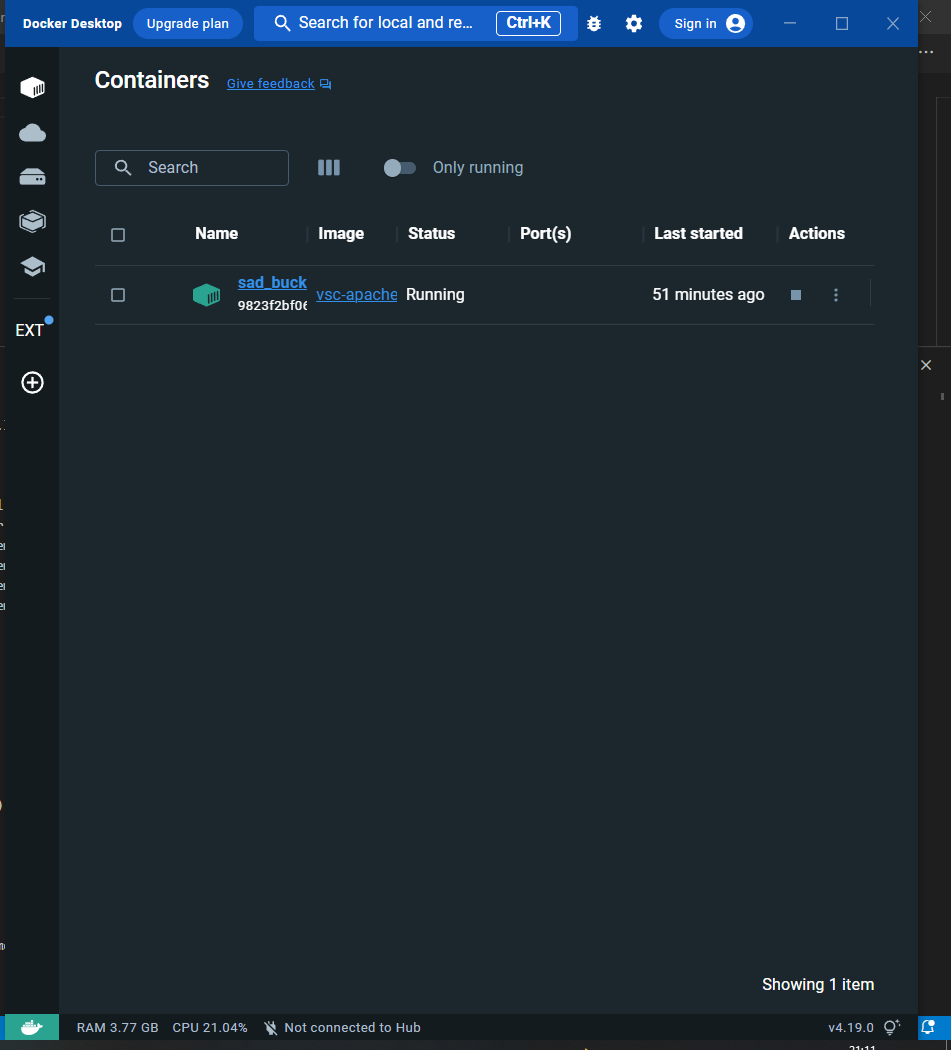 Docker Desktop Upgrade plan Search for local and re... Ctrl+K Sign in
Containers Give feedback
Search Only running
Name Image Status Port(s) Last started Actions
sad_buck
vsc-apache Running 51 minutes ago
9823f2bf06
EXT
Showing 1 item
RAM 3.77 GB CPU 21.04% Not connected to Hub v4.19.0